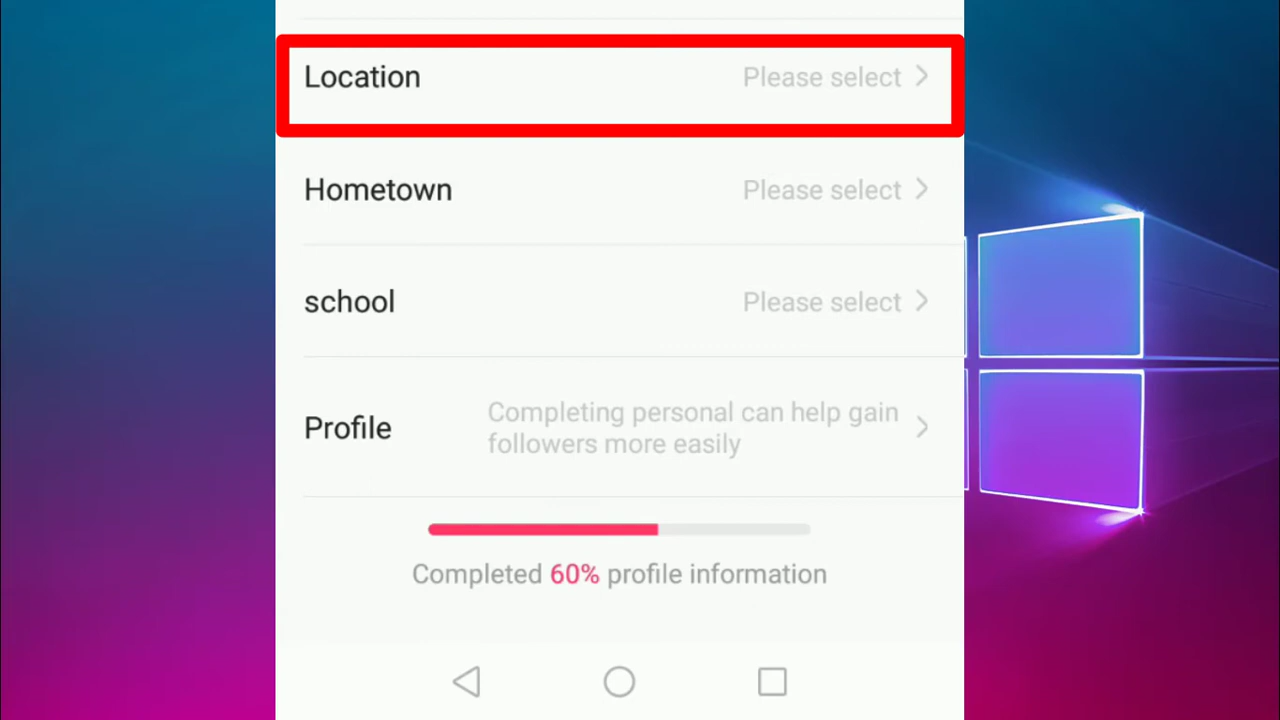 Location Please select
Hometown Please select
school Please select
Profile Completing personal can help gain
followers more easily
Completed 60% profile information